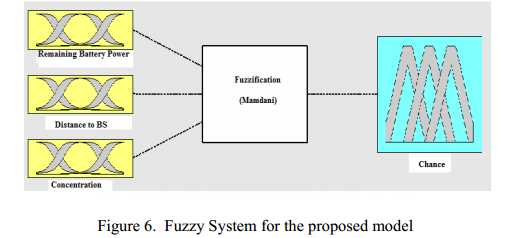 Remaining Battery Power
Distance to BS
Concentration
Fuzzification
(Mamdani)
Chance
Figure 6. Fuzzy System for the proposed model